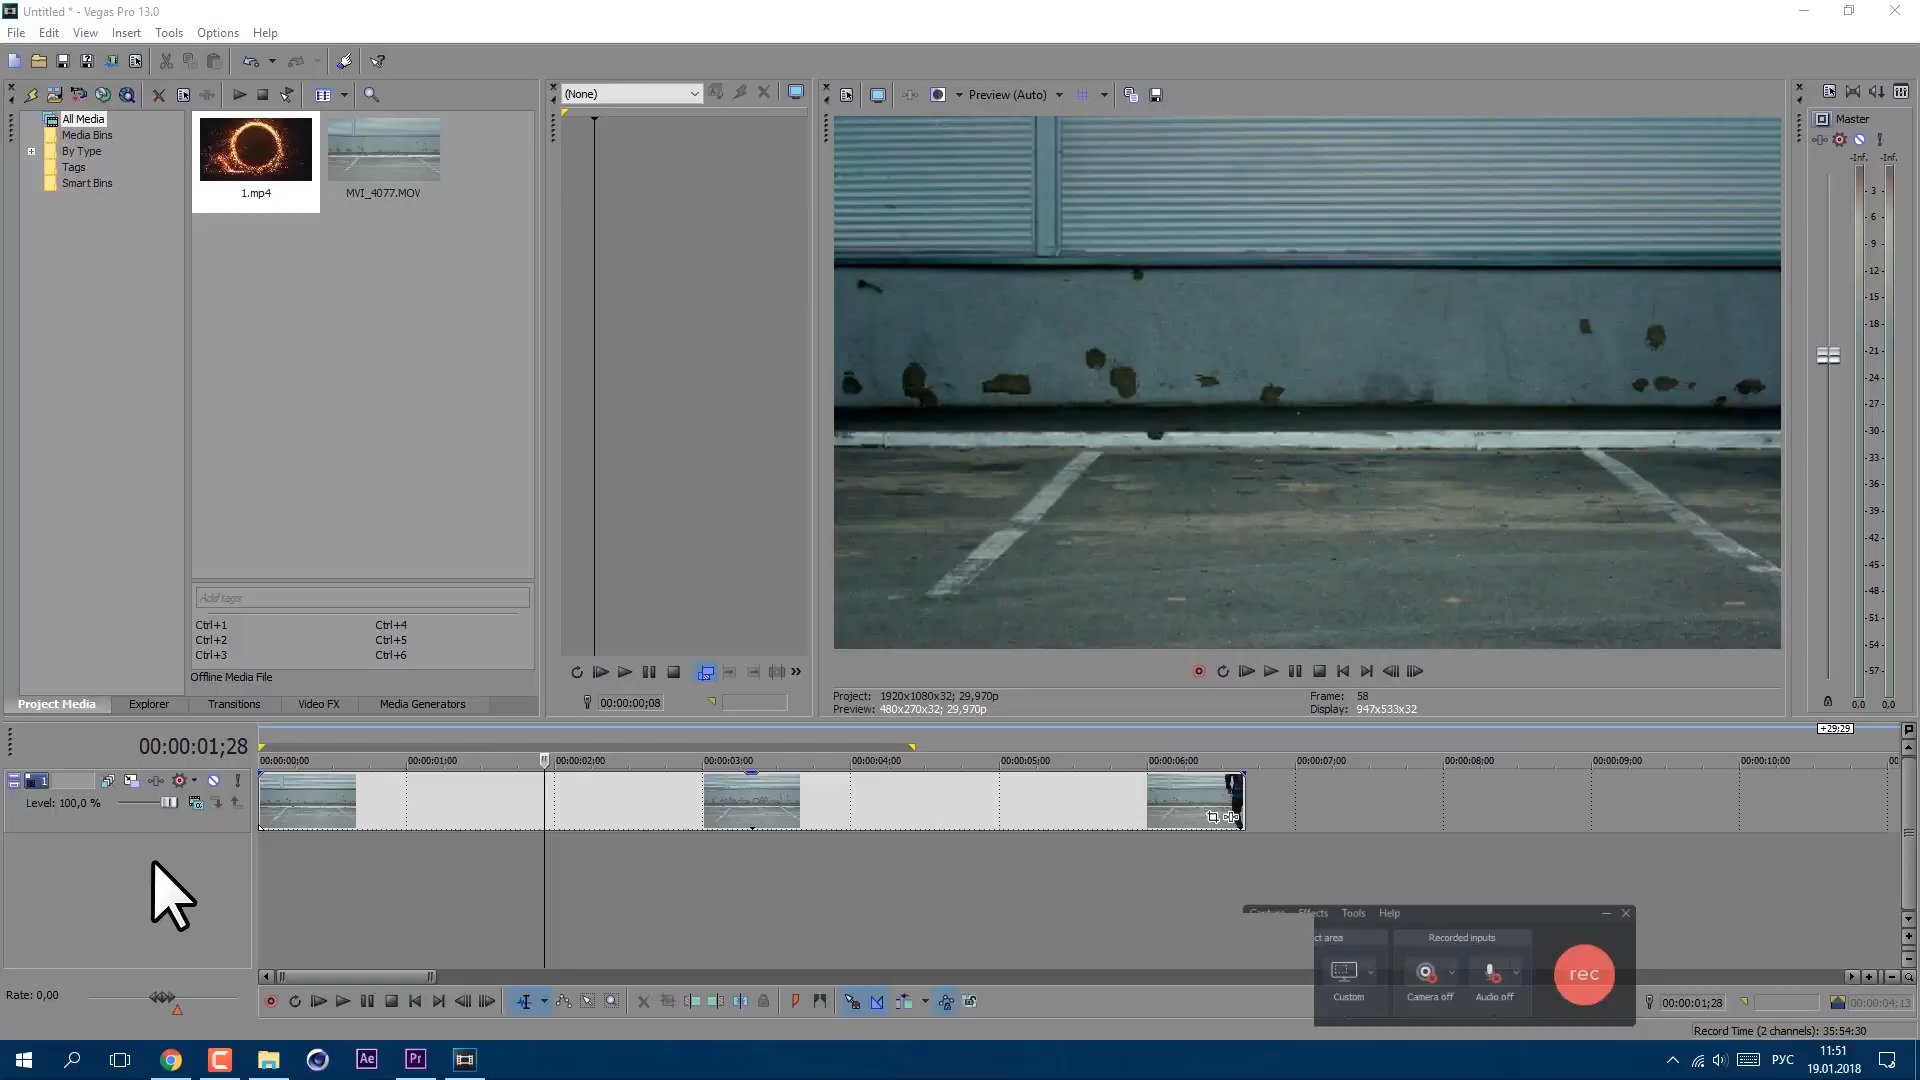 Untitled * - Vegas Pro 13.0
File Edit View Insert Tools Options Help
(None)
Preview (Auto)
All Media
Media Bins
By Type
Tags
Smart Bins
1.mp4
MVI_4077.MOV
Add tags
Ctrl+1 Ctrl+4
Ctrl+2 Ctrl+5
Ctrl+3 Ctrl+6
Offline Media File
Project Media Explorer Transitions Video FX Media Generators
00:00:00;08
Project: 1920x1080x32; 29,970p
Preview: 480x270x32; 29,970p
Frame: 58
Display: 947x533x32
Master
-Inf. -Inf.
3
6
9
12
15
18
21
24
27
30
33
36
39
42
45
48
51
54
57
0,0 0,0
+29:29
00:00:01;28
00:00:00;00 00:00:01;00 00:00:02;00 00:00:03;00 00:00:04;00 00:00:05;00 00:00:06;00 00:00:07;00 00:00:08;00 00:00:09;00 00:00:10;00 00
1
Level: 100,0 %
Rate: 0,00
Effects Tools Help
ct area
Recorded inputs
Custom
Camera off
Audio off
rec
00:00:01;28
00:00:04;13
Record Time (2 channels): 35:54:30
Ae
Pr
РУС
11:51
19.01.2018